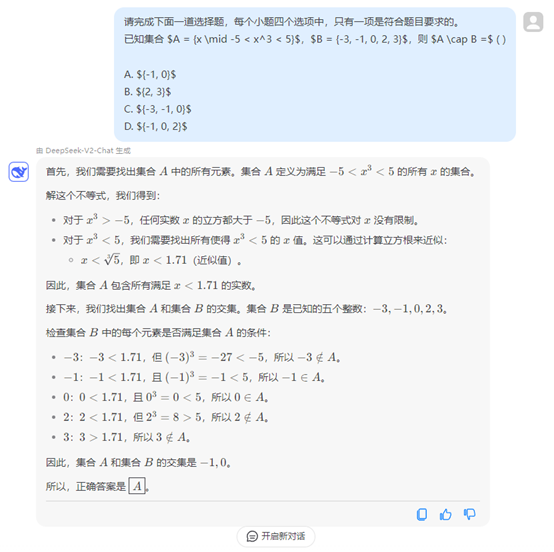 请完成下面一道选择题，每个小题四个选项中，只有一项是符合题目要求的。
已知集合 $A = {x \mid -5 < x^3 < 5}$，$B = {-3, -1, 0, 2, 3}$，则 $A \cap B =$ ( )
A. ${-1, 0}$
B. ${2, 3}$
C. ${-3, -1, 0}$
D. ${-1, 0, 2}$
由 DeepSeek-V2-Chat 生成
首先，我们需要找出集合 A 中的所有元素。集合 A 定义为满足 −5 < x³ < 5 的所有 x 的集合。
解这个不等式，我们得到：
• 对于 x³ > −5，任何实数 x 的立方都大于 −5，因此这个不等式对 x 没有限制。
• 对于 x³ < 5，我们需要找出所有使得 x³ < 5 的 x 值。这可以通过计算立方根来近似：
◦ x < ∛5，即 x < 1.71（近似值）。
因此，集合 A 包含所有满足 x < 1.71 的实数。
接下来，我们找出集合 A 和集合 B 的交集。集合 B 是已知的五个整数：−3, −1, 0, 2, 3。
检查集合 B 中的每个元素是否满足集合 A 的条件：
• −3：−3 < 1.71，但 (−3)³ = −27 < −5，所以 −3 ∉ A。
• −1：−1 < 1.71，且 (−1)³ = −1 < 5，所以 −1 ∈ A。
• 0：0 < 1.71，且 0³ = 0 < 5，所以 0 ∈ A。
• 2：2 < 1.71，但 2³ = 8 > 5，所以 2 ∉ A。
• 3：3 > 1.71，所以 3 ∉ A。
因此，集合 A 和集合 B 的交集是 −1, 0。
所以，正确答案是 A。
开启新对话